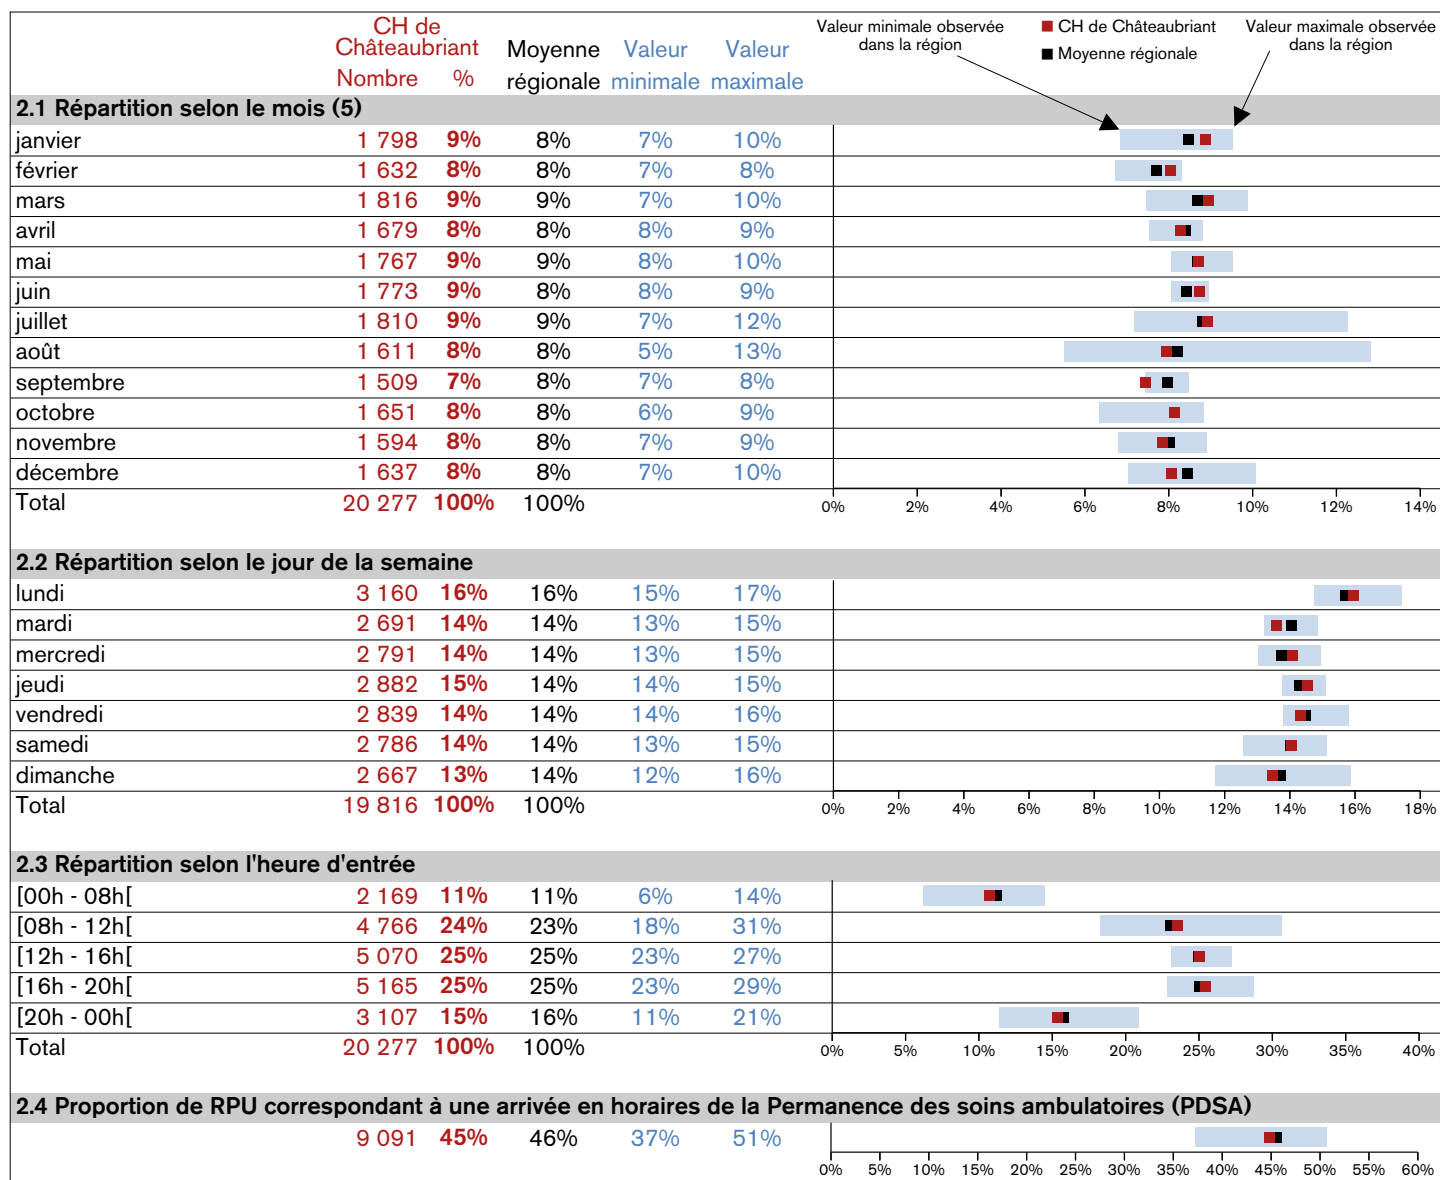 CH de
Châteaubriant Moyenne Valeur Valeur
Nombre % régionale minimale maximale
Valeur minimale observée
dans la région
CH de Châteaubriant
Moyenne régionale
Valeur maximale observée
dans la région
2.1 Répartition selon le mois (5)
janvier 1 798 9% 8% 7% 10%
février 1 632 8% 8% 7% 8%
mars 1 816 9% 9% 7% 10%
avril 1 679 8% 8% 8% 9%
mai 1 767 9% 9% 8% 10%
juin 1 773 9% 8% 8% 9%
juillet 1 810 9% 9% 7% 12%
août 1 611 8% 8% 5% 13%
septembre 1 509 7% 8% 7% 8%
octobre 1 651 8% 8% 6% 9%
novembre 1 594 8% 8% 7% 9%
décembre 1 637 8% 8% 7% 10%
Total 20 277 100% 100%
0% 2% 4% 6% 8% 10% 12% 14%
2.2 Répartition selon le jour de la semaine
lundi 3 160 16% 16% 15% 17%
mardi 2 691 14% 14% 13% 15%
mercredi 2 791 14% 14% 13% 15%
jeudi 2 882 15% 14% 14% 15%
vendredi 2 839 14% 14% 14% 16%
samedi 2 786 14% 14% 13% 15%
dimanche 2 667 13% 14% 12% 16%
Total 19 816 100% 100%
0% 2% 4% 6% 8% 10% 12% 14% 16% 18%
2.3 Répartition selon l'heure d'entrée
[00h - 08h[ 2 169 11% 11% 6% 14%
[08h - 12h[ 4 766 24% 23% 18% 31%
[12h - 16h[ 5 070 25% 25% 23% 27%
[16h - 20h[ 5 165 25% 25% 23% 29%
[20h - 00h[ 3 107 15% 16% 11% 21%
Total 20 277 100% 100%
0% 5% 10% 15% 20% 25% 30% 35% 40%
2.4 Proportion de RPU correspondant à une arrivée en horaires de la Permanence des soins ambulatoires (PDSA)
9 091 45% 46% 37% 51%
0% 5% 10% 15% 20% 25% 30% 35% 40% 45% 50% 55% 60%